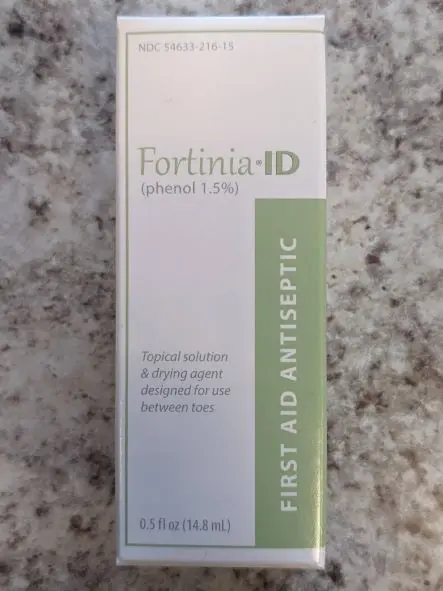 NDC 54633-216-15
Fortinia®ID
(phenol 1.5%)
FIRST AID ANTISEPTIC
Topical solution
& drying agent
designed for use
between toes
0.5 fl oz (14.8 mL)